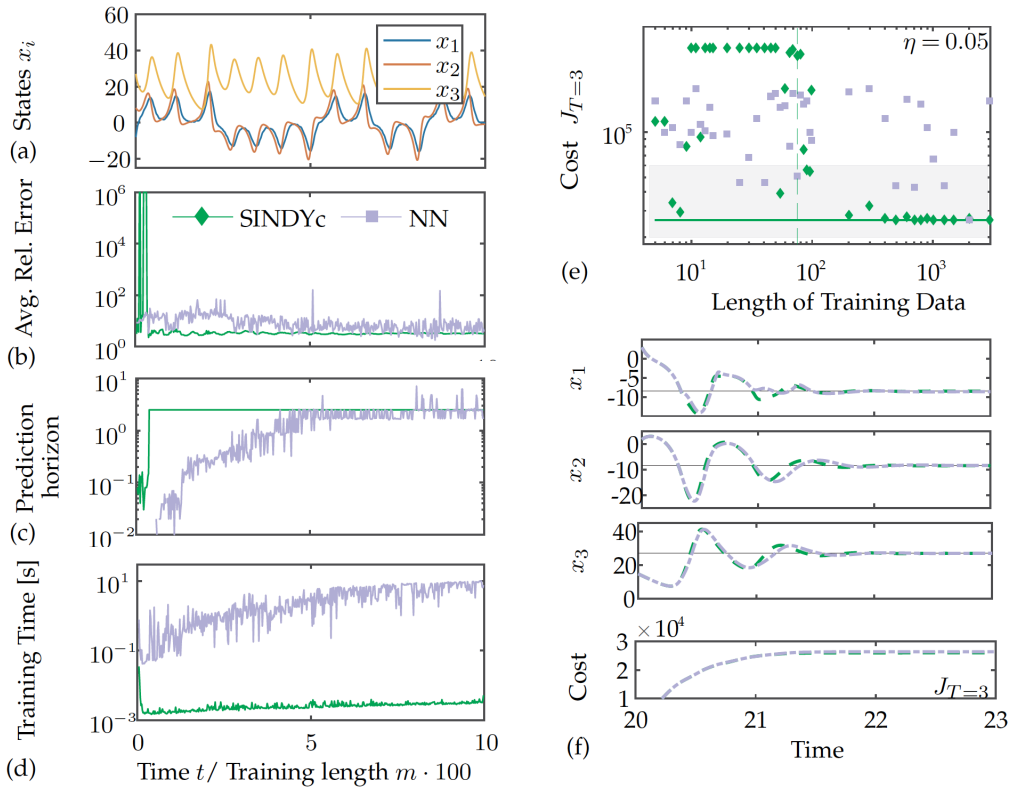 60
40
20
0
−20
States x_i
x_1
x_2
x_3
(a)
10^6
10^4
10^2
10^0
Avg. Rel. Error
SINDYc
NN
(b)
10^1
10^0
10^−1
10^−2
Prediction
horizon
(c)
10^1
10^−1
10^−3
Training Time [s]
0
5
10
Time t/ Training length m · 100
(d)
η = 0.05
10^5
Cost J_{T=3}
10^1
10^2
10^3
(e)
Length of Training Data
0
-5
-10
x_1
0
-10
-20
x_2
40
20
0
x_3
× 10^4
3
2
1
Cost
J_{T=3}
20
21
22
23
(f)
Time